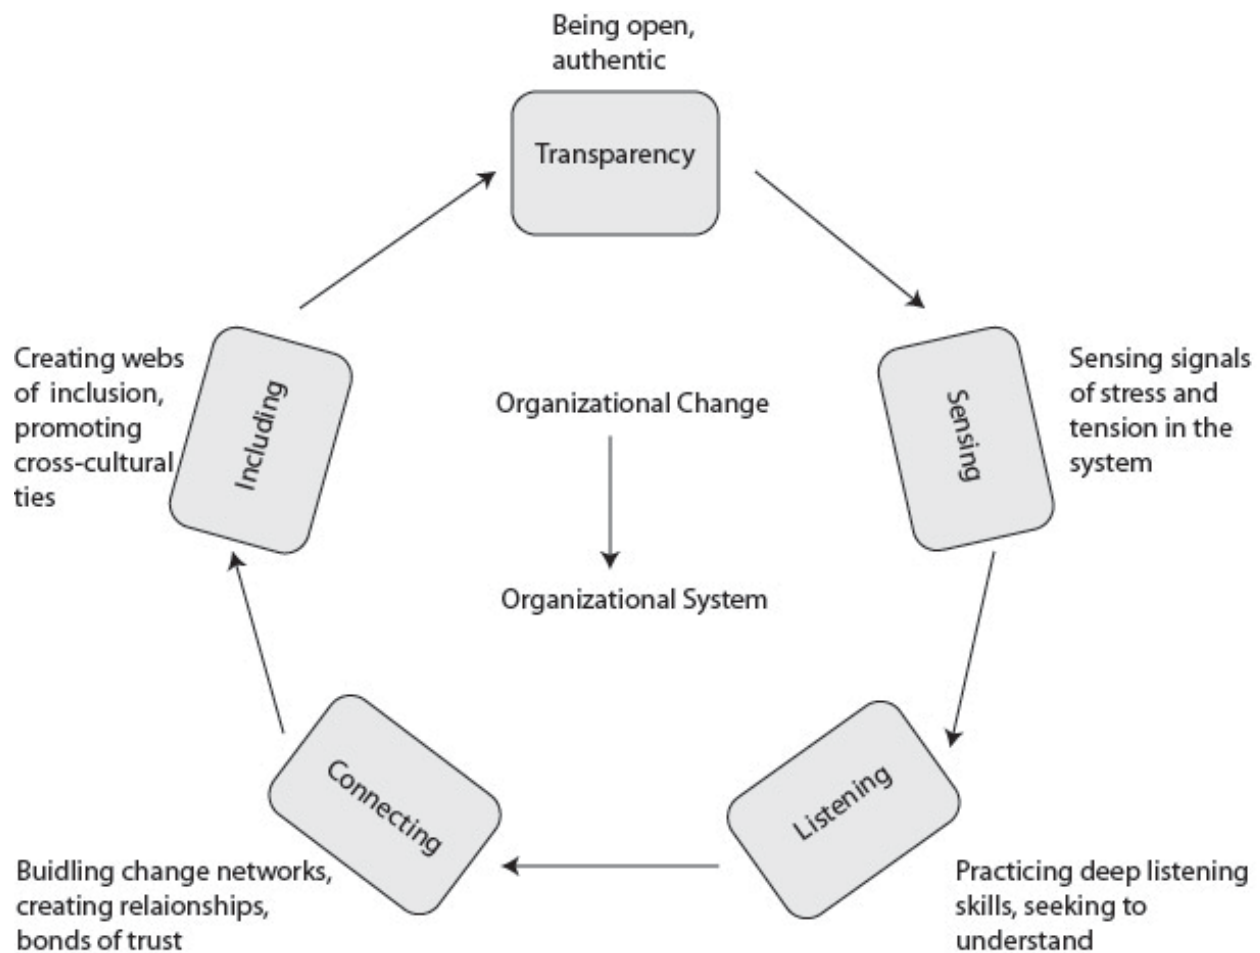 Being open,
authentic
Transparency
Sensing
Sensing signals
of stress and
tension in the
system
Listening
Practicing deep listening
skills, seeking to
understand
Connecting
Buidling change networks,
creating relaionships,
bonds of trust
Including
Creating webs
of inclusion,
promoting
cross-cultural
ties
Organizational Change
Organizational System